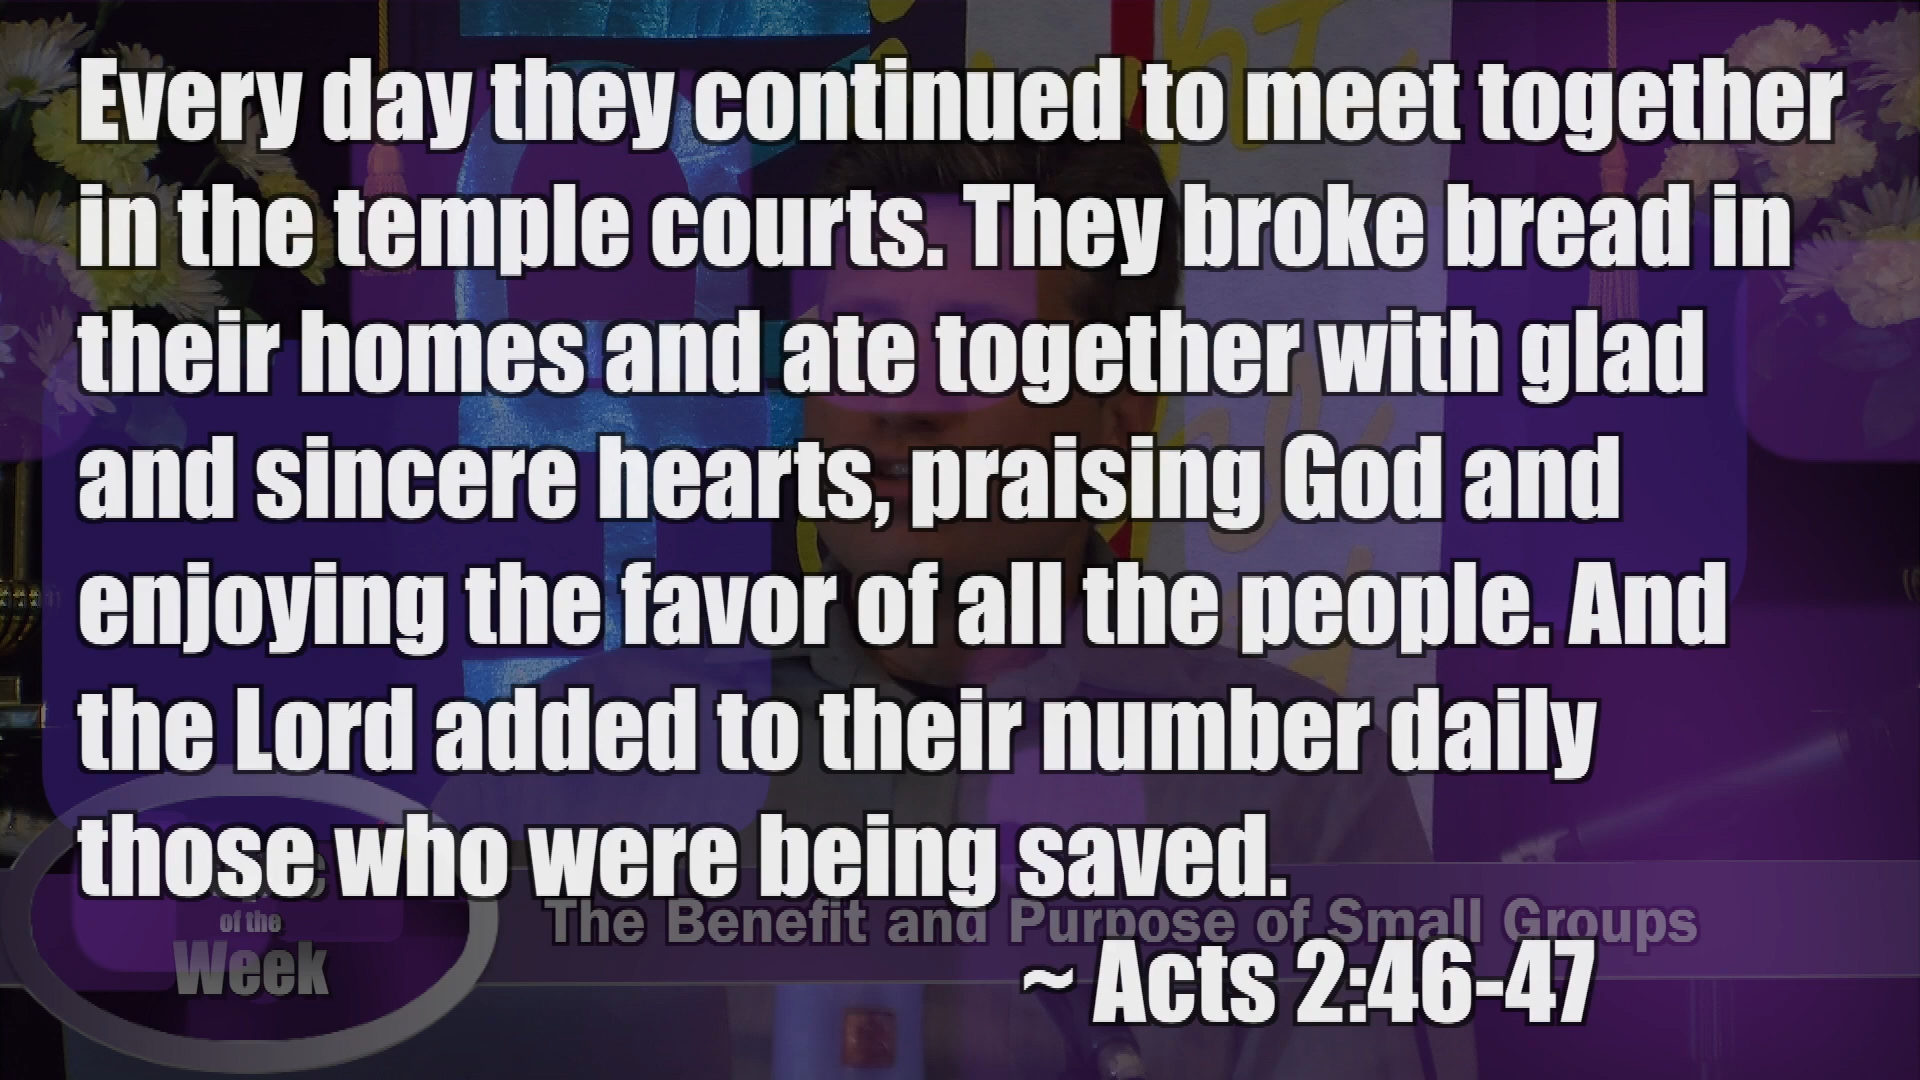 Every day they continued to meet together
in the temple courts. They broke bread in
their homes and ate together with glad
and sincere hearts, praising God and
enjoying the favor of all the people. And
the Lord added to their number daily
those who were being saved.
of the
Week
The Benefit and Purpose of Small Groups
~ Acts 2:46-47